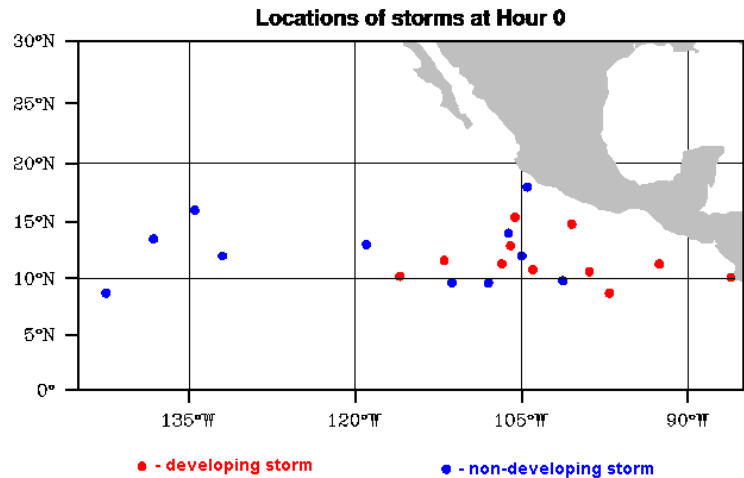 Locations of storms at Hour 0
30°N
25°N
20°N
15°N
10°N
5°N
0°
135°W 120°W 105°W 90°W
- developing storm - non-developing storm